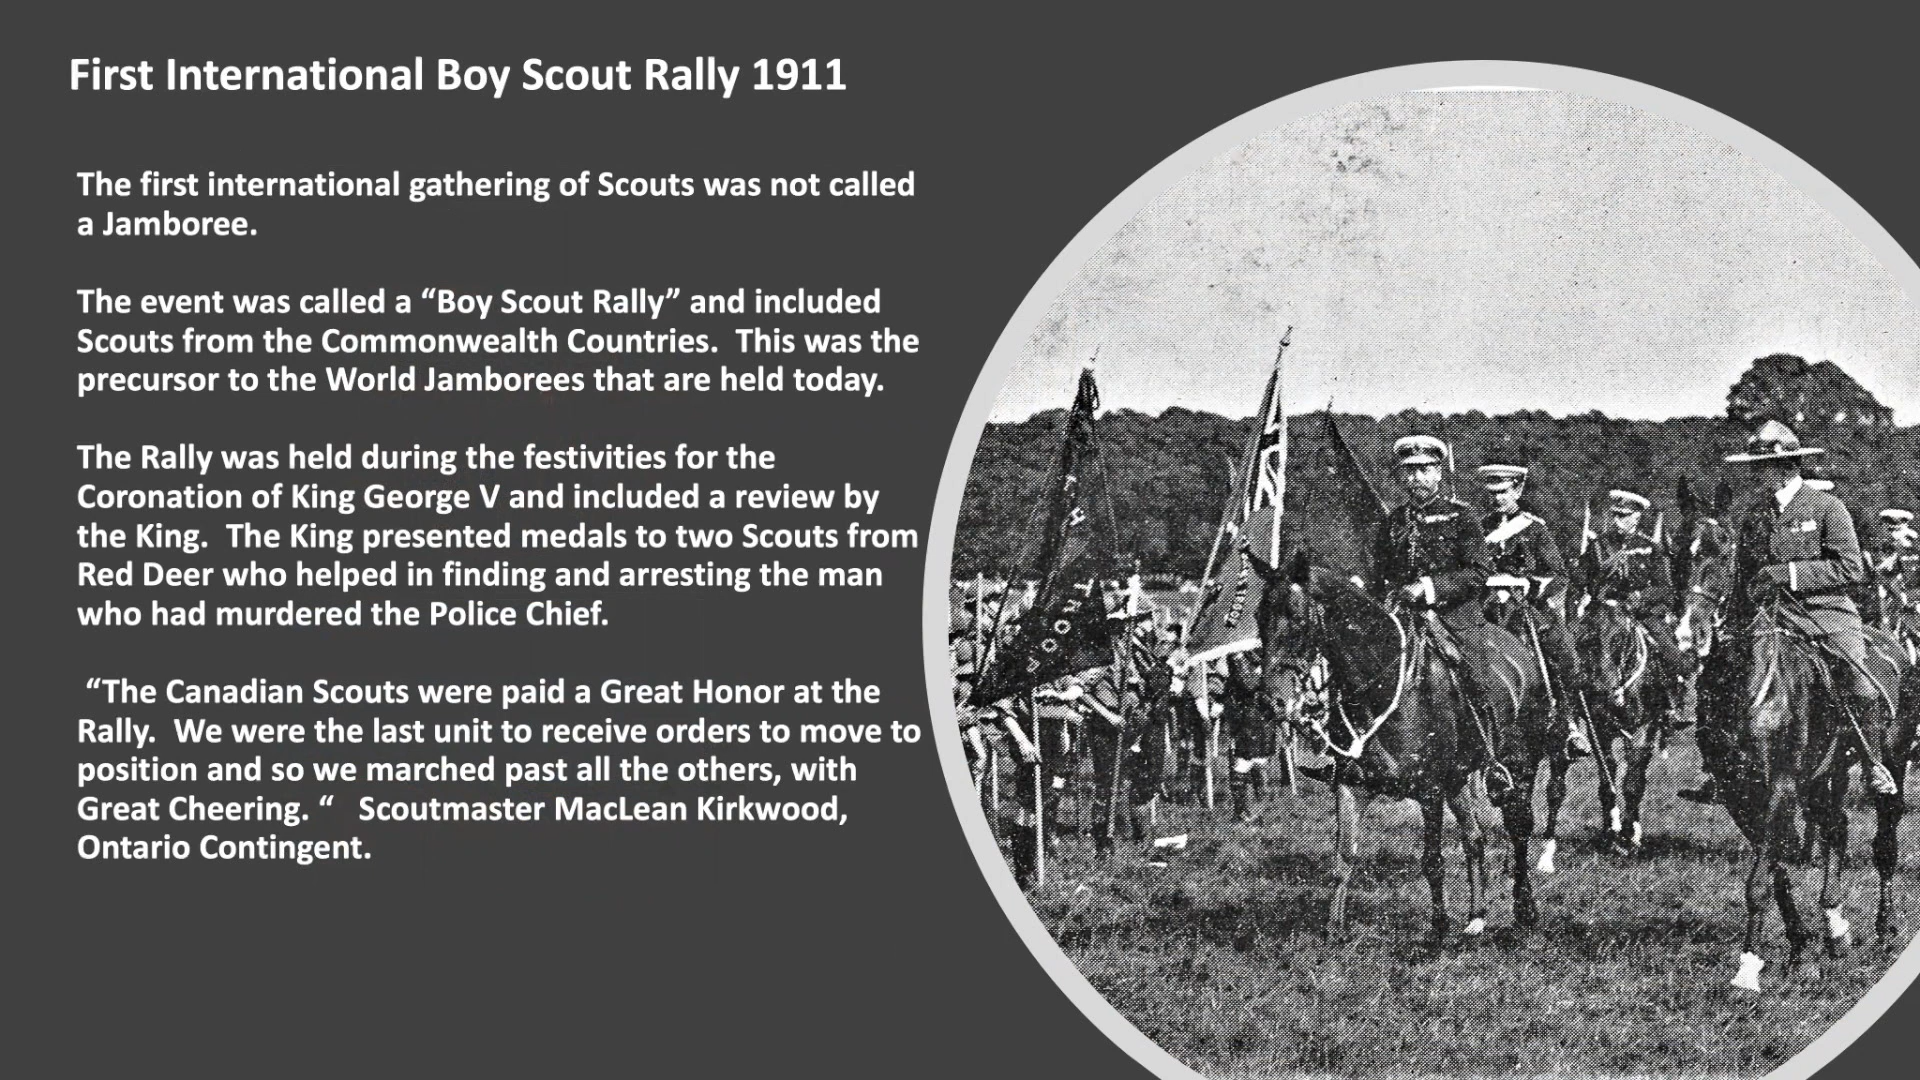 First International Boy Scout Rally 1911
The first international gathering of Scouts was not called
a Jamboree.
The event was called a “Boy Scout Rally” and included
Scouts from the Commonwealth Countries.  This was the
precursor to the World Jamborees that are held today.
The Rally was held during the festivities for the
Coronation of King George V and included a review by
the King.  The King presented medals to two Scouts from
Red Deer who helped in finding and arresting the man
who had murdered the Police Chief.
“The Canadian Scouts were paid a Great Honor at the
Rally.  We were the last unit to receive orders to move to
position and so we marched past all the others, with
Great Cheering. “   Scoutmaster MacLean Kirkwood,
Ontario Contingent.